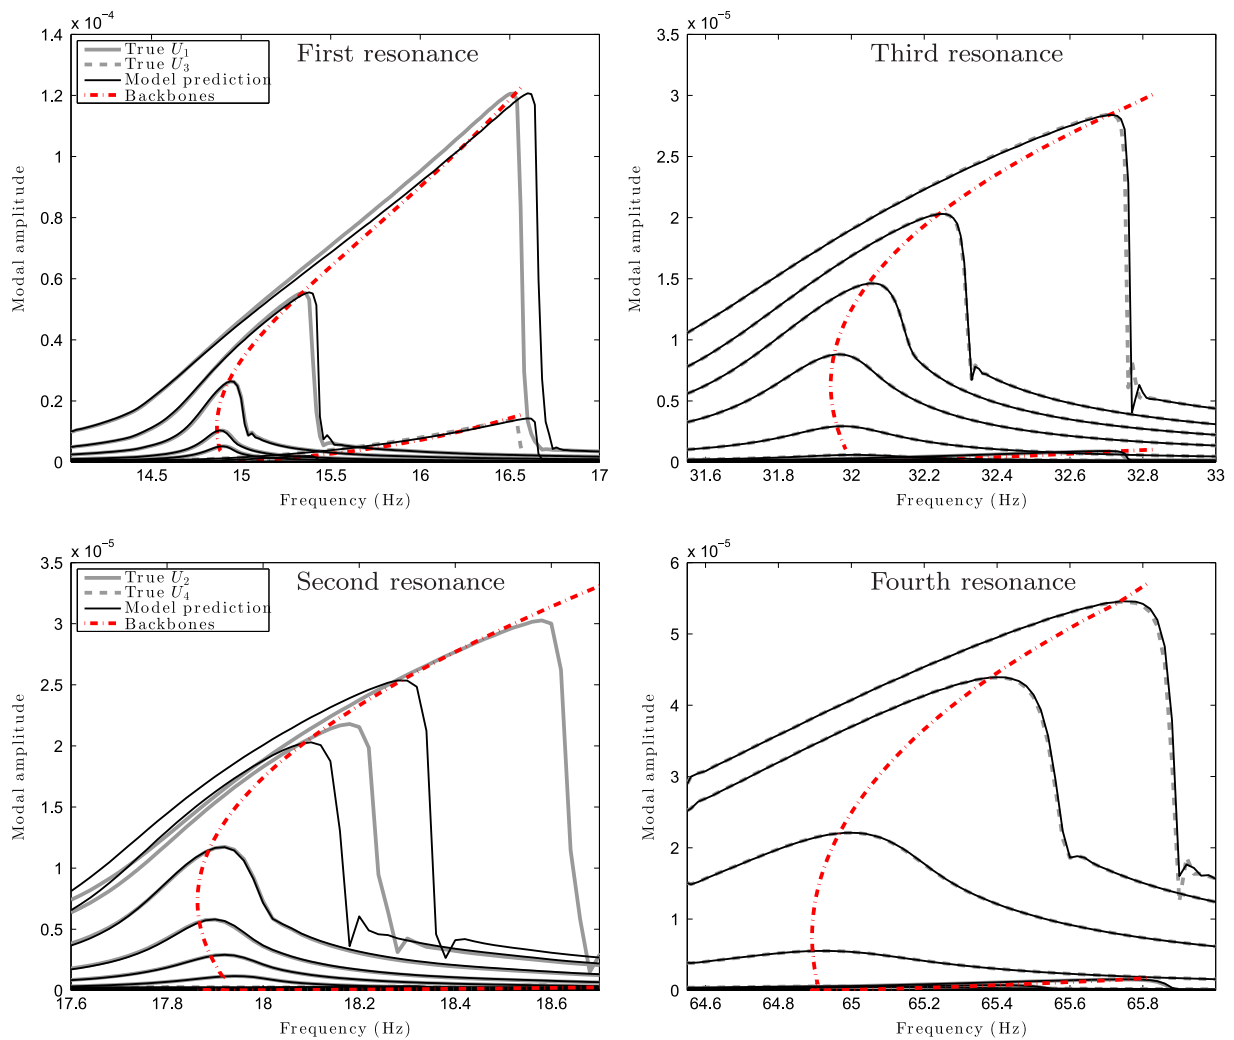 x 10⁻⁴
First resonance
True U₁
True U₃
Model prediction
Backbones
Modal amplitude
1.4
1.2
1
0.8
0.6
0.4
0.2
0
14.5 15 15.5 16 16.5 17
Frequency (Hz)
x 10⁻⁵
Third resonance
Modal amplitude
3.5
3
2.5
2
1.5
1
0.5
0
31.6 31.8 32 32.2 32.4 32.6 32.8 33
Frequency (Hz)
x 10⁻⁵
Second resonance
True U₂
True U₄
Model prediction
Backbones
Modal amplitude
3.5
3
2.5
2
1.5
1
0.5
0
17.6 17.8 18 18.2 18.4 18.6
Frequency (Hz)
x 10⁻⁵
Fourth resonance
Modal amplitude
6
5
4
3
2
1
0
64.6 64.8 65 65.2 65.4 65.6 65.8
Frequency (Hz)